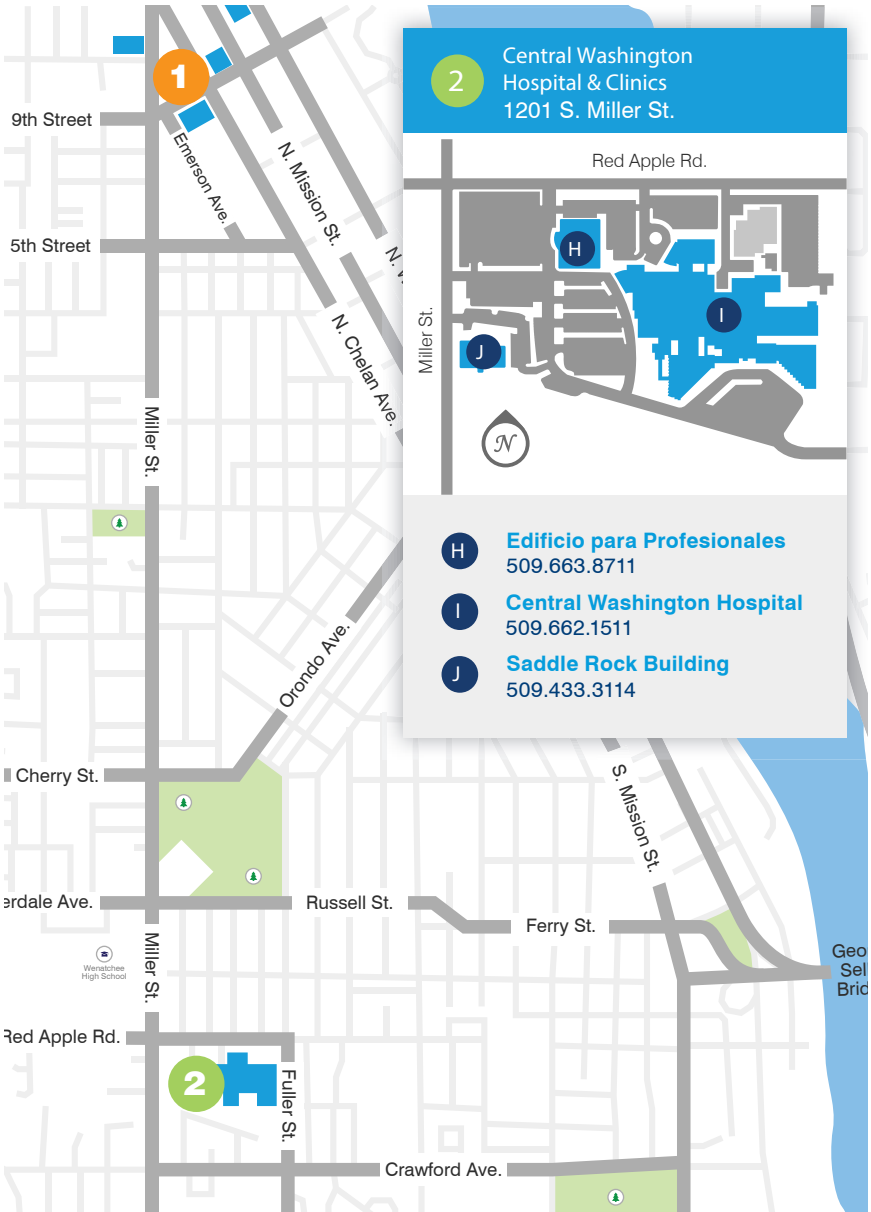 1
9th Street
Emerson Ave.
N. Mission St.
5th Street
N. Chelan Ave.
Miller St.
Orondo Ave.
Cherry St.
S. Mission St.
Russell St.
Ferry St.
Miller St.
Wenatchee
High School
Red Apple Rd.
2
Fuller St.
Crawford Ave.
2
Central Washington
Hospital & Clinics
1201 S. Miller St.
Red Apple Rd.
Miller St.
H
I
J
N
H
Edificio para Profesionales
509.663.8711
I
Central Washington Hospital
509.662.1511
J
Saddle Rock Building
509.433.3114